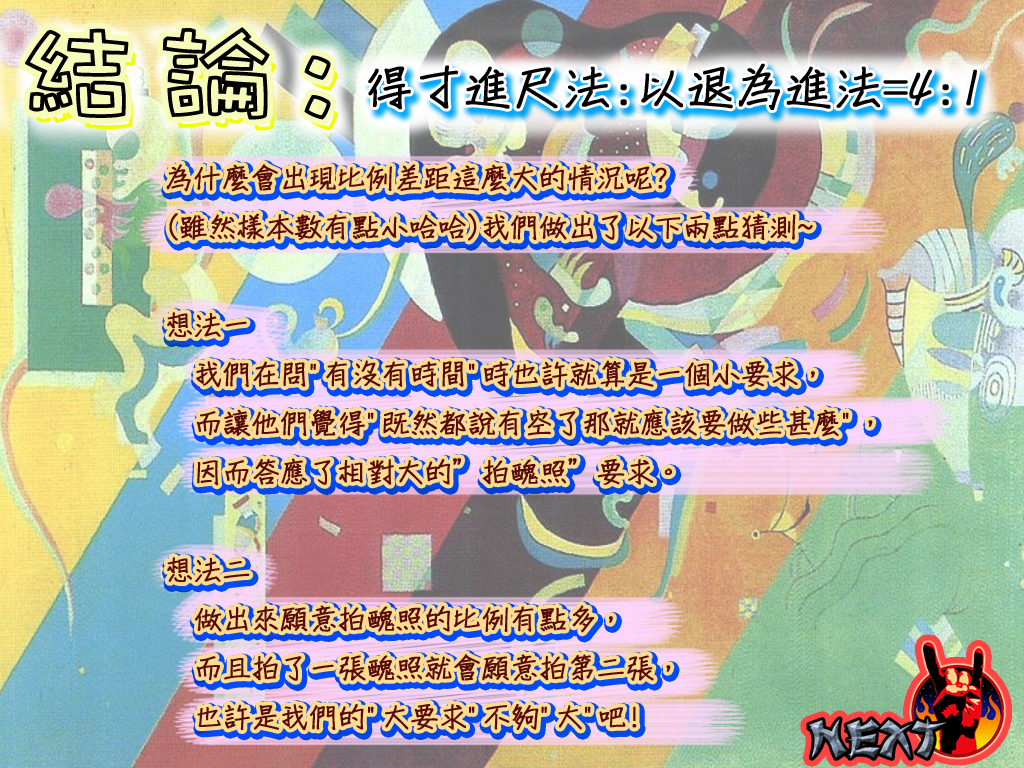 結論：
得寸進尺法:以退為進法=4:1
為什麼會出現比例差距這麼大的情況呢?
(雖然樣本數有點小哈哈)我們做出了以下兩點猜測~
想法一
我們在問"有沒有時間"時也許就算是一個小要求，
而讓他們覺得"既然都說有空了那就應該要做些甚麼"，
因而答應了相對大的”拍醜照”要求。
想法二
做出來願意拍醜照的比例有點多，
而且拍了一張醜照就會願意拍第二張，
也許是我們的"大要求"不夠"大"吧!
NEXT